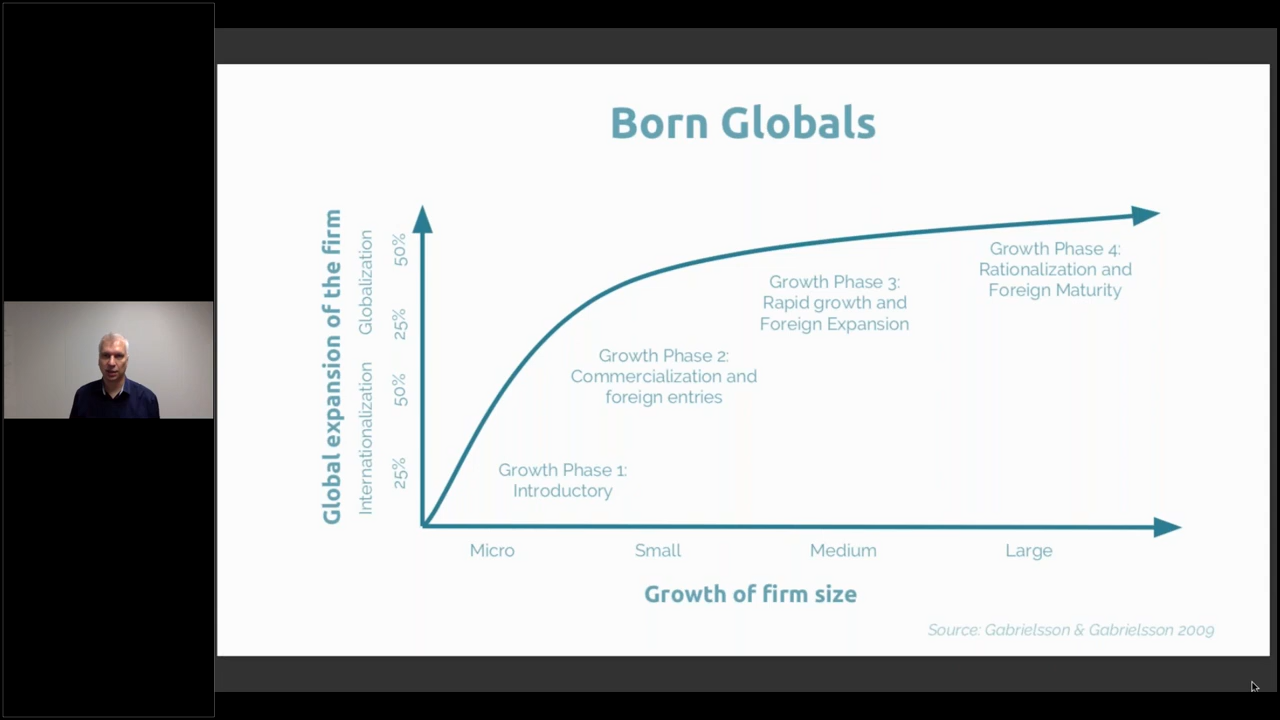 Born Globals
Global expansion of the firm
Globalization
Internationalization
50%
25%
50%
25%
Growth Phase 4:
Rationalization and
Foreign Maturity
Growth Phase 3:
Rapid growth and
Foreign Expansion
Growth Phase 2:
Commercialization and
foreign entries
Growth Phase 1:
Introductory
Micro
Small
Medium
Large
Growth of firm size
Source: Gabrielsson & Gabrielsson 2009